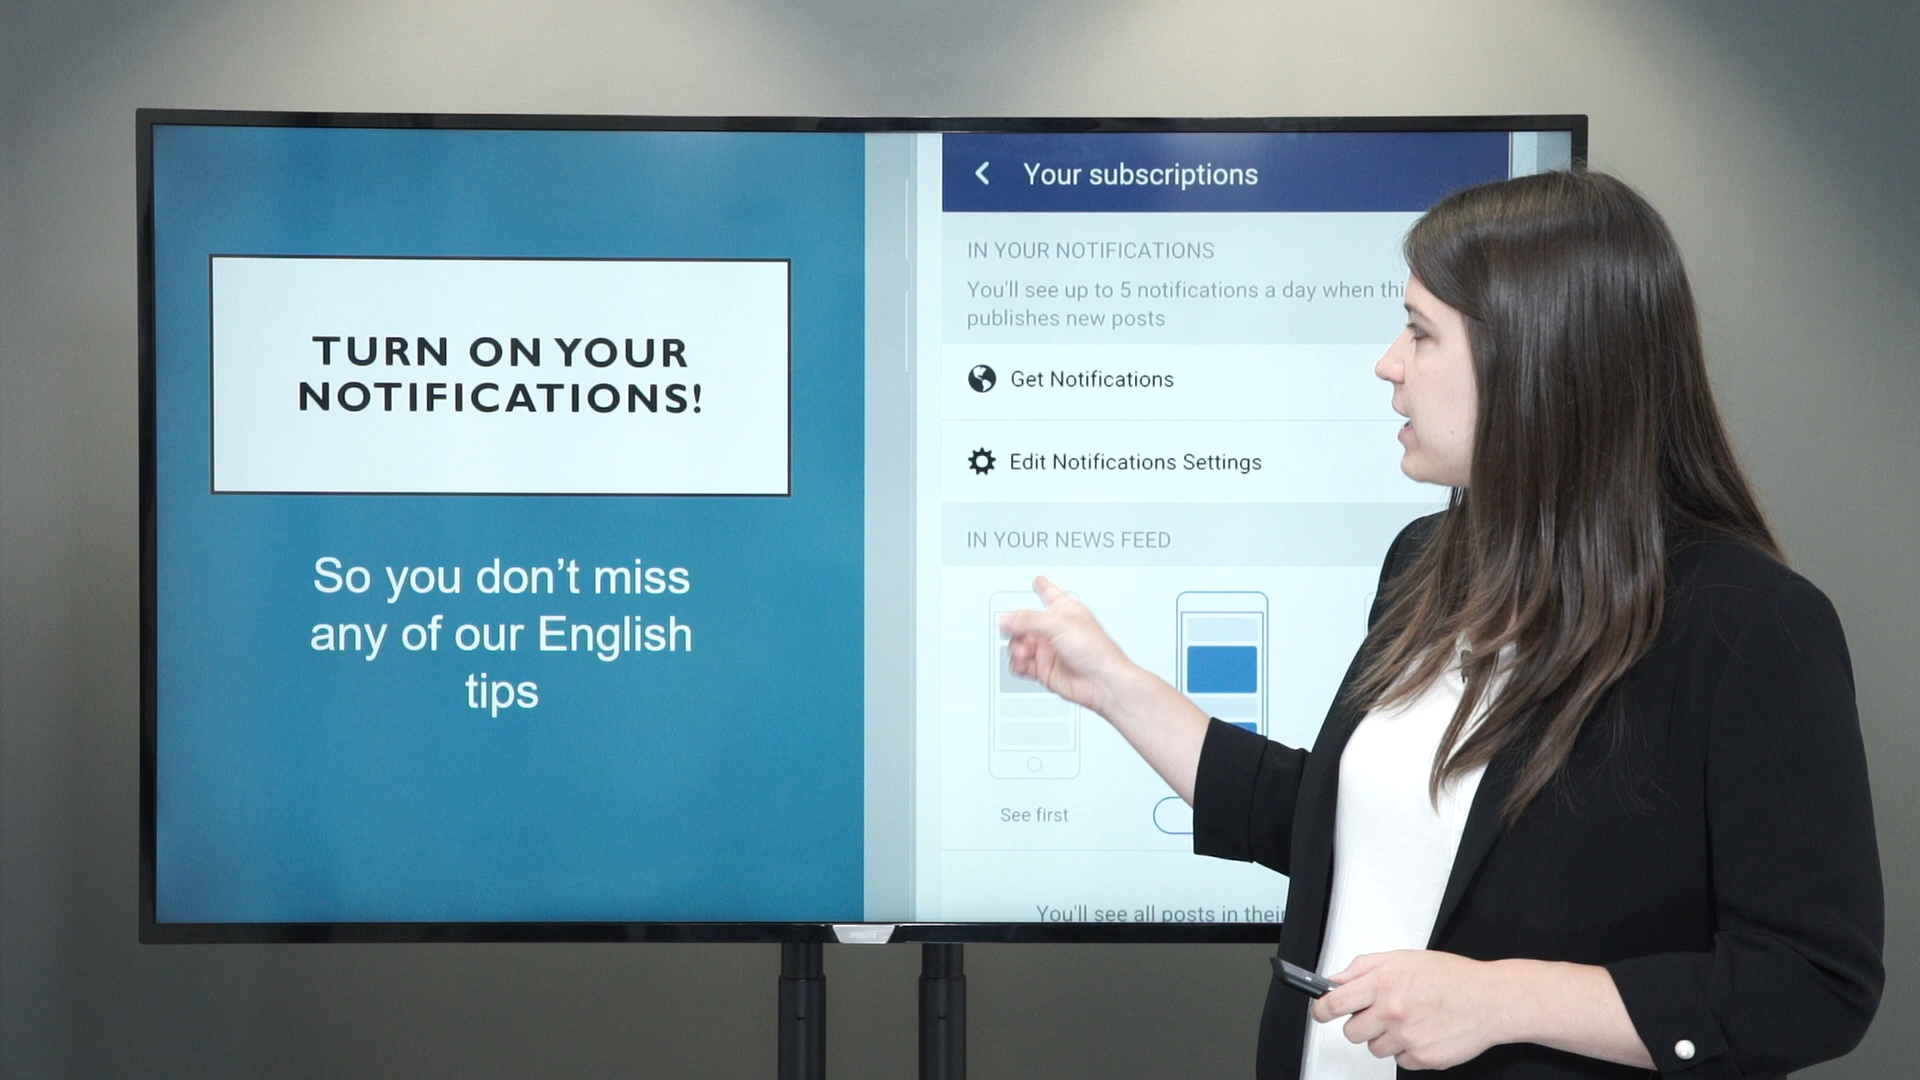 TURN ON YOUR
NOTIFICATIONS!
So you don't miss
any of our English
tips
Your subscriptions
IN YOUR NOTIFICATIONS
You'll see up to 5 notifications a day when
publishes new posts
Get Notifications
Edit Notifications Settings
IN YOUR NEWS FEED
See first
You'll see all posts in their